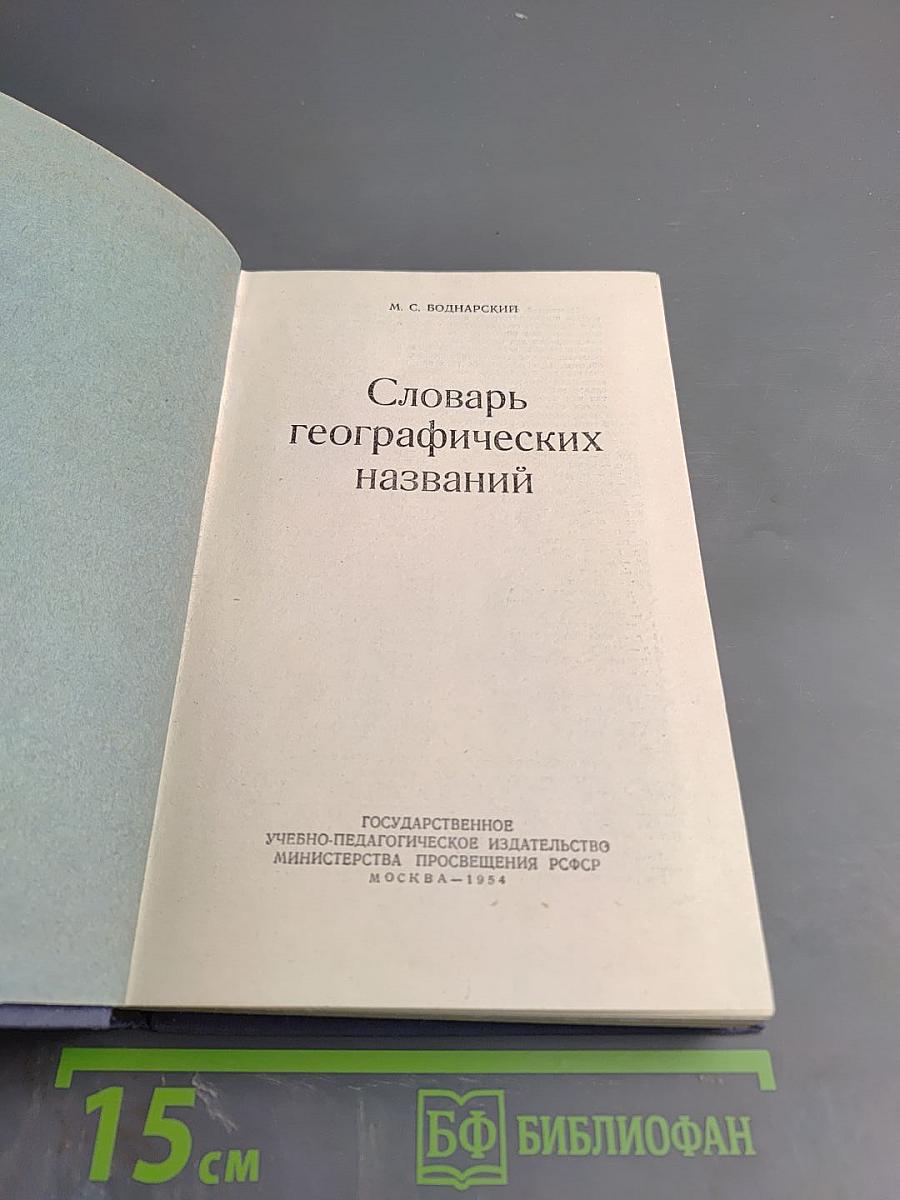 М. С. БОДНАРСКИЙ
Словарь
географических
названий
ГОСУДАРСТВЕННОЕ
УЧЕБНО-ПЕДАГОГИЧЕСКОЕ ИЗДАТЕЛЬСТВО
МИНИСТЕРСТВА ПРОСВЕЩЕНИЯ РСФСР
МОСКВА—1954
15 см
БФ БИБЛИОФАН